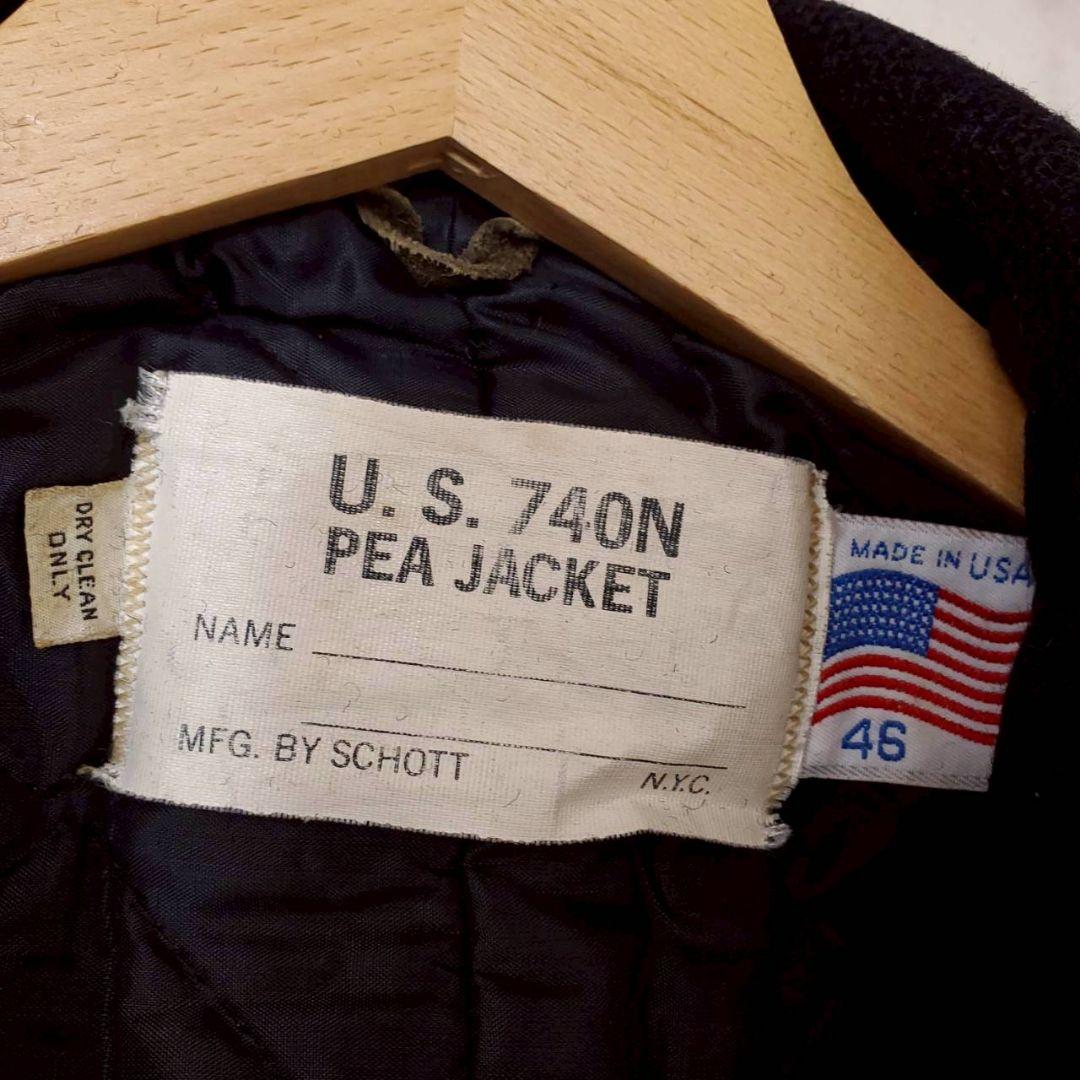 DRY CLEAN
ONLY
U. S. 740N
PEA JACKET
NAME
MFG. BY SCHOTT
N.Y.C.
MADE IN USA
46